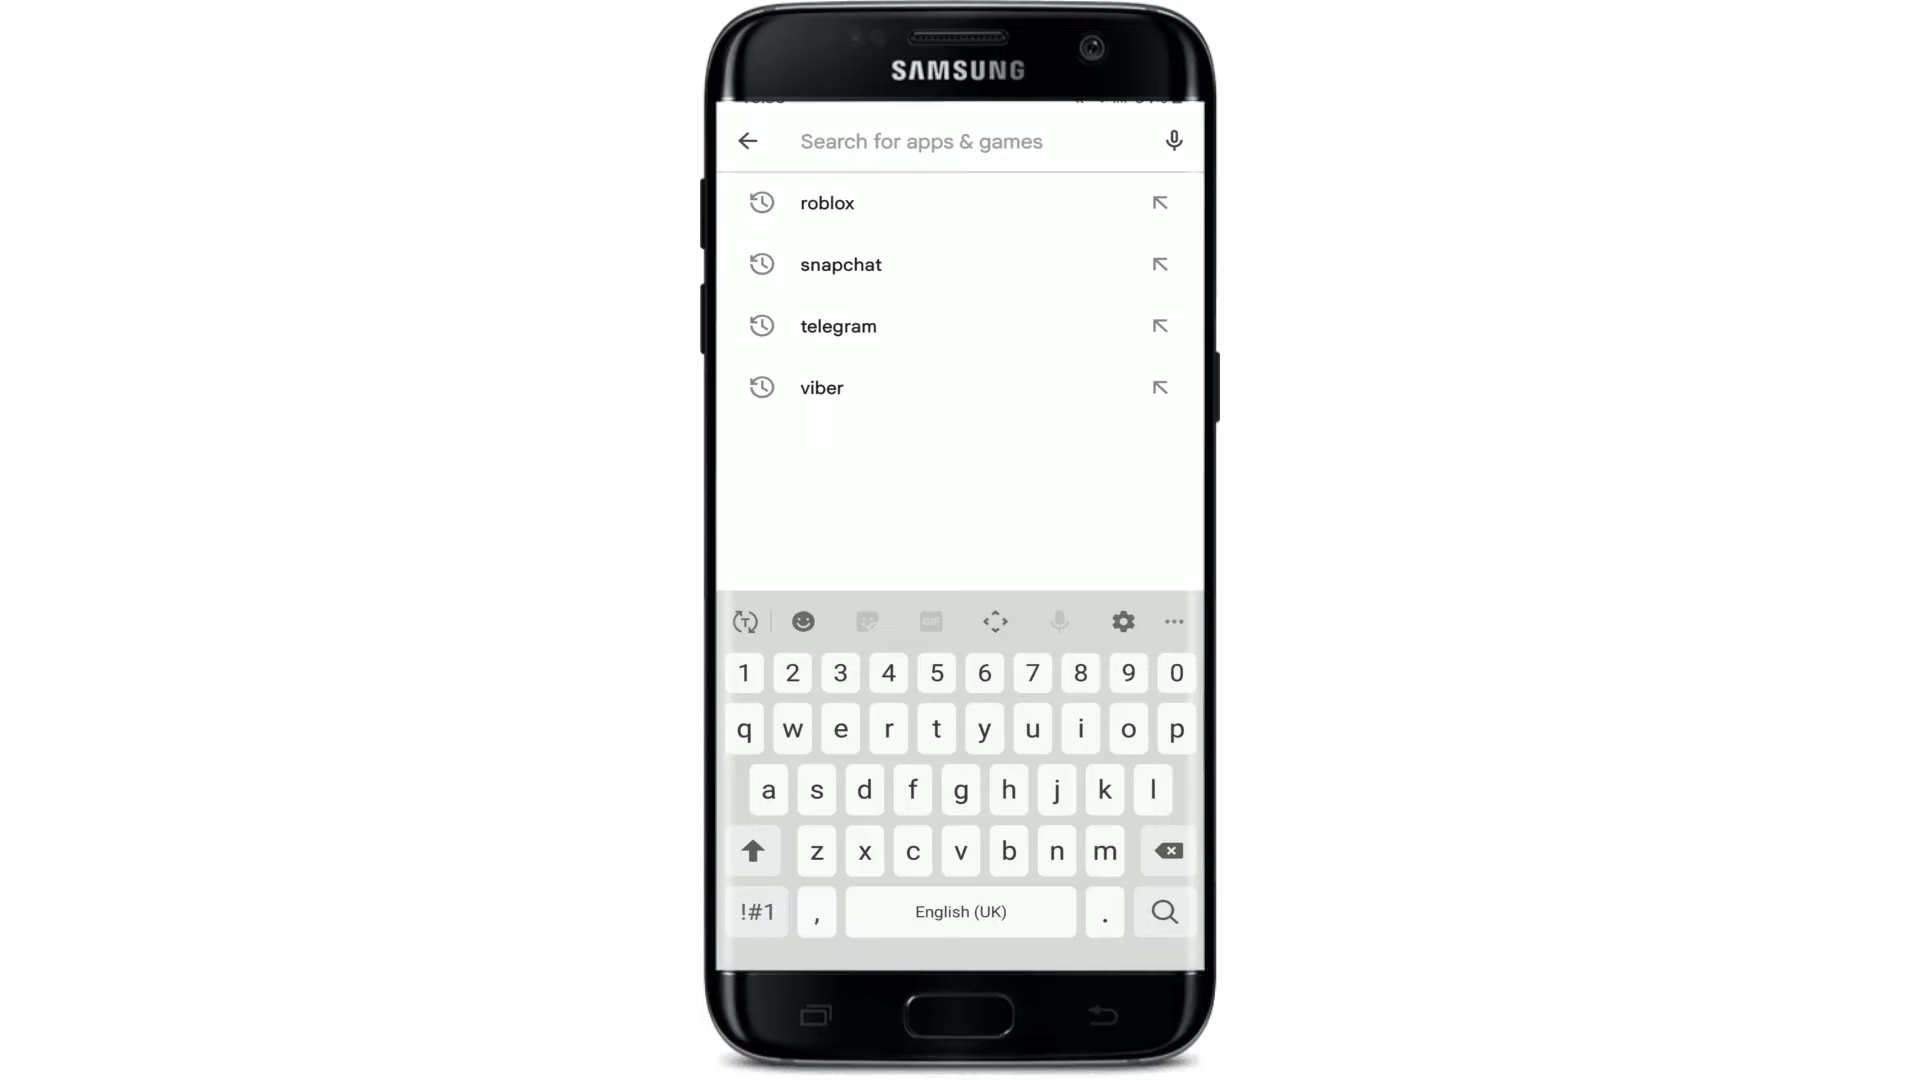 SAMSUNG
Search for apps & games
roblox
snapchat
telegram
viber
GIF
1 2 3 4 5 6 7 8 9 0
q w e r t y u i o p
a s d f g h j k l
z x c v b n m
!#1 , English (UK) .